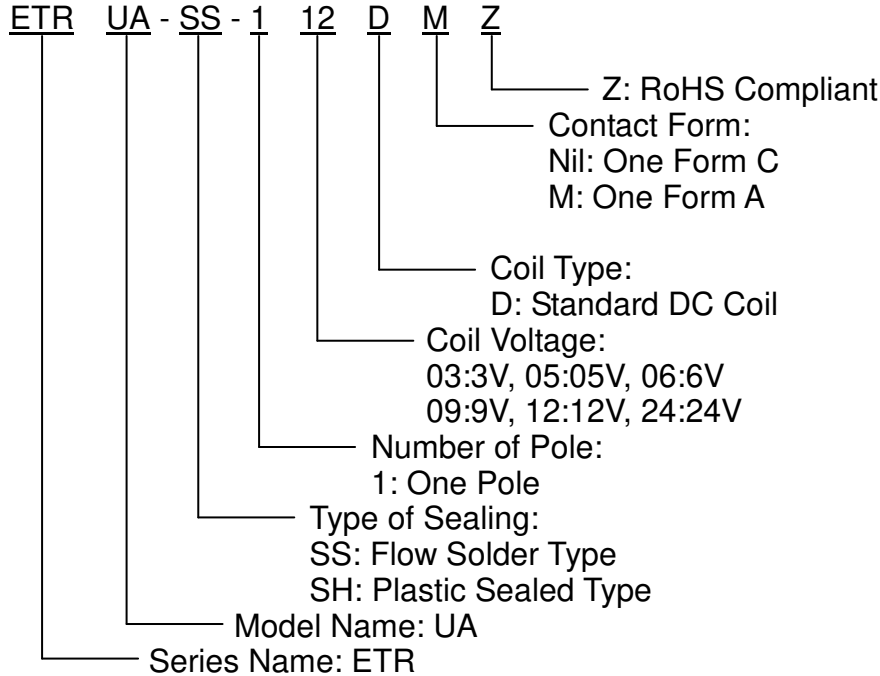 ETR UA - SS - 1 12 D M Z
Z: RoHS Compliant
Contact Form:
Nil: One Form C
M: One Form A
Coil Type:
D: Standard DC Coil
Coil Voltage:
03:3V, 05:05V, 06:6V
09:9V, 12:12V, 24:24V
Number of Pole:
1: One Pole
Type of Sealing:
SS: Flow Solder Type
SH: Plastic Sealed Type
Model Name: UA
Series Name: ETR